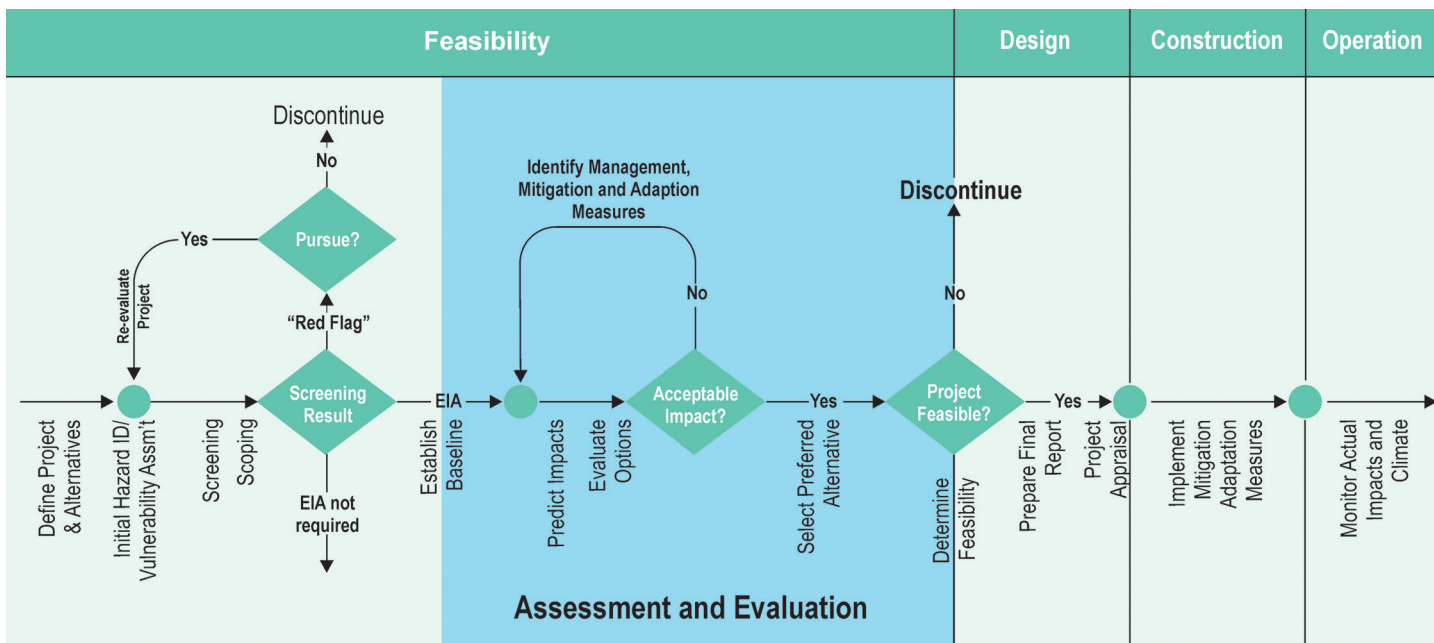 Feasibility
Design
Construction
Operation
Discontinue
No
Pursue?
Yes
Re-evaluate
Project
“Red Flag”
Screening
Result
EIA not
required
Define Project
& Alternatives
Initial Hazard ID/
Vulnerability Assm't
Screening
Scoping
EIA
Establish
Baseline
Identify Management,
Mitigation and Adaption
Measures
No
Acceptable
Impact?
Predict Impacts
Evaluate
Options
Yes
Select Preferred
Alternative
Discontinue
No
Project
Feasible?
Determine
Feasibility
Yes
Prepare Final
Report
Project
Appraisal
Implement
Mitigation
Adaptation
Measures
Monitor Actual
Impacts and
Climate
Assessment and Evaluation